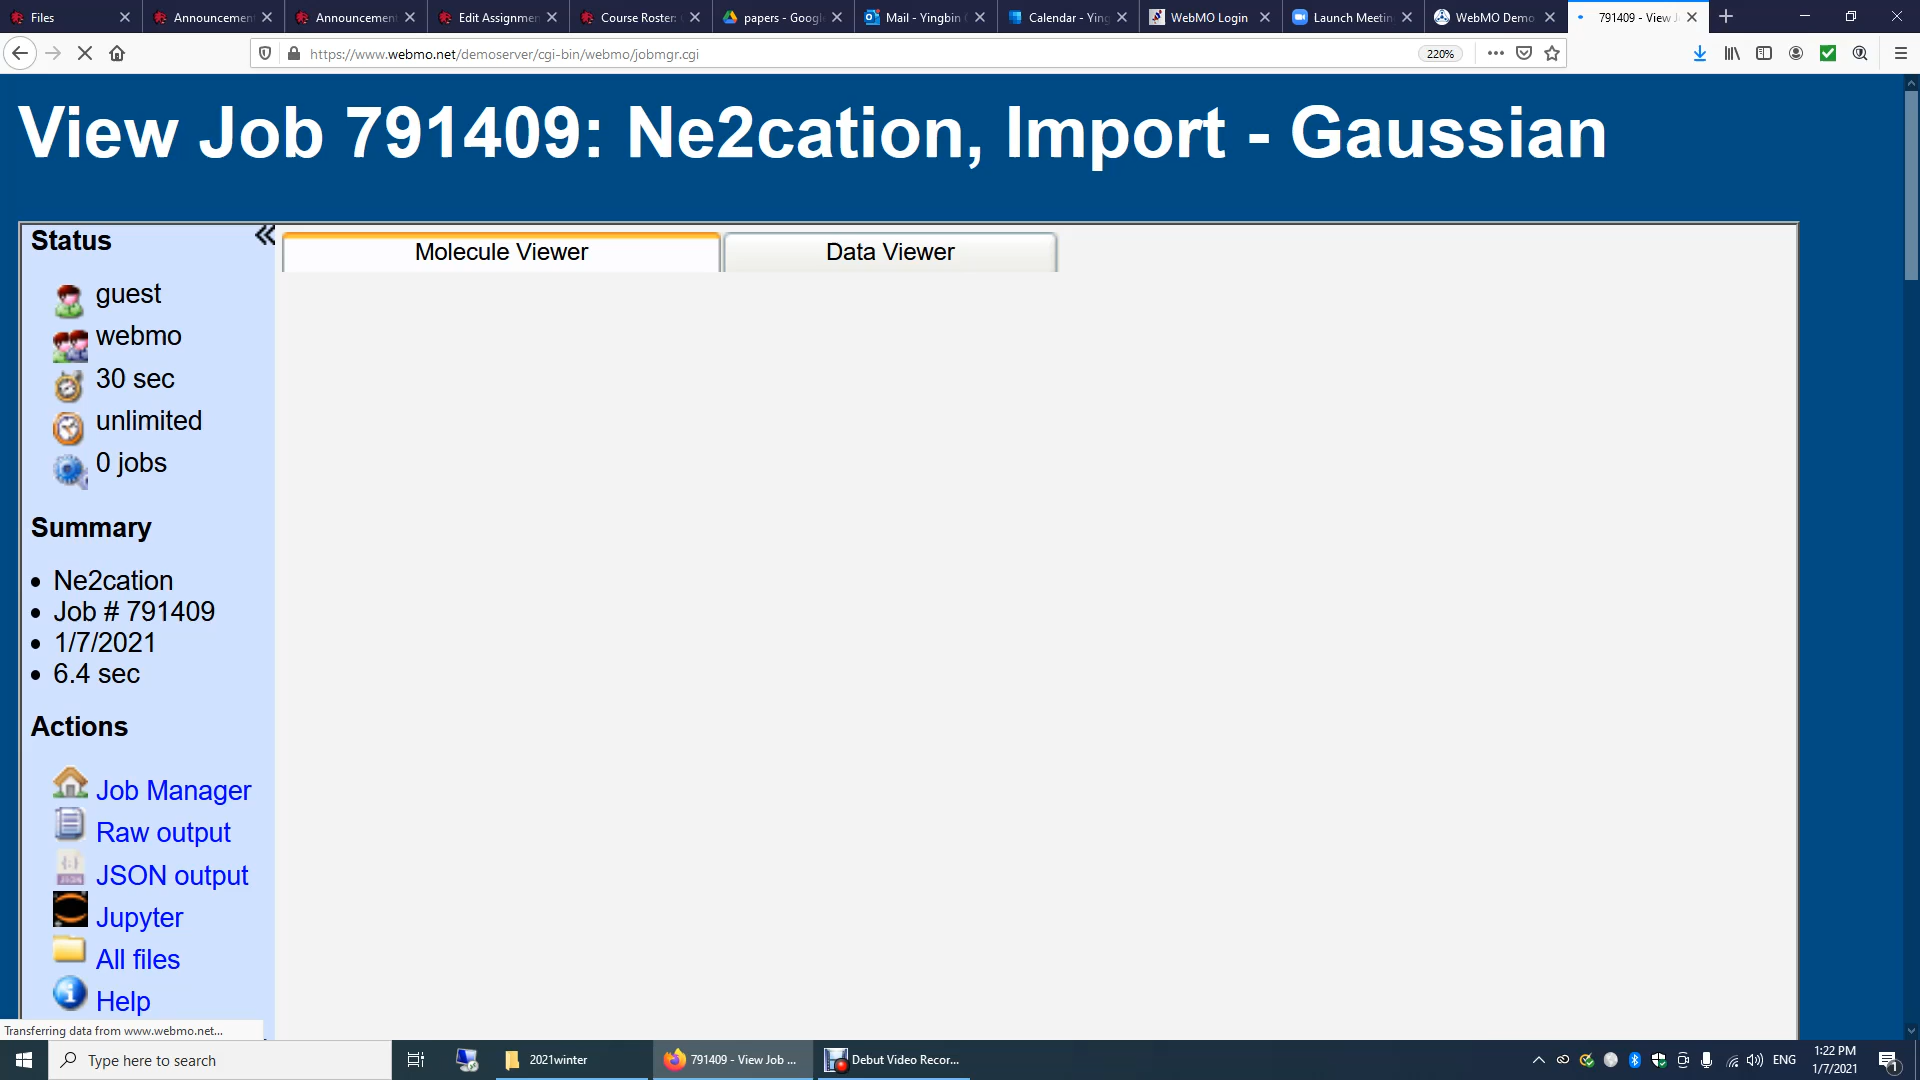 Files
Announcemen
Announcemen
Edit Assignmen
Course Roster:
papers - Google
Mail - Yingbin
Calendar - Ying
WebMO Login
Launch Meetin
WebMO Demo
791409 - View J
https://www.webmo.net/demoserver/cgi-bin/webmo/jobmgr.cgi
220%
View Job 791409: Ne2cation, Import - Gaussian
Status
Molecule Viewer
Data Viewer
guest
webmo
30 sec
unlimited
0 jobs
Summary
Ne2cation
Job # 791409
1/7/2021
6.4 sec
Actions
Job Manager
Raw output
JSON output
Jupyter
All files
Help
Transferring data from www.webmo.net...
Type here to search
2021winter
791409 - View Job ...
Debut Video Recor...
ENG
1:22 PM
1/7/2021
1